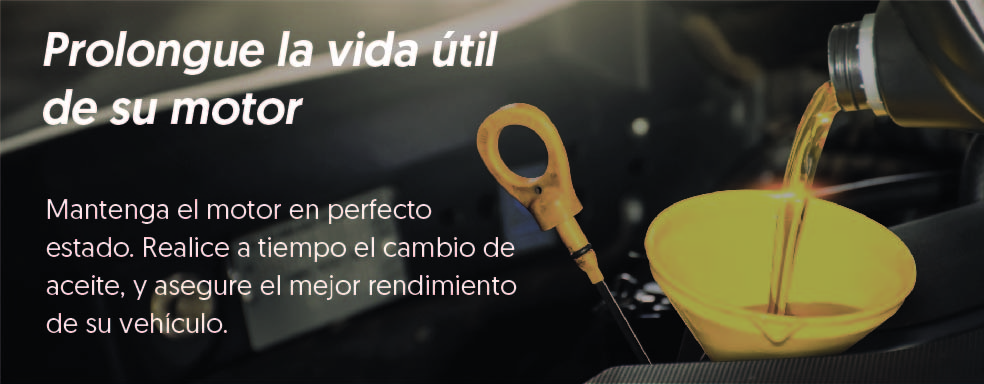 Prolongue la vida útil
de su motor
Mantenga el motor en perfecto
estado. Realice a tiempo el cambio de
aceite, y asegure el mejor rendimiento
de su vehículo.